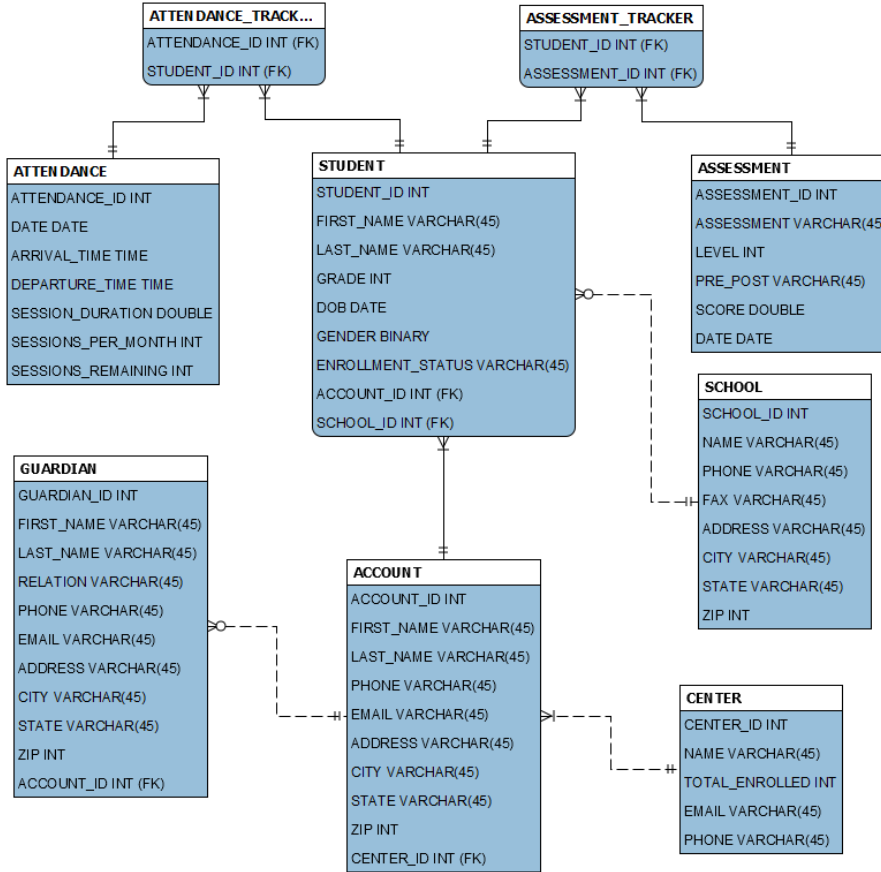 ATTENDANCE_TRACK...
ATTENDANCE_ID INT (FK)
STUDENT_ID INT (FK)
ASSESSMENT_TRACKER
STUDENT_ID INT (FK)
ASSESSMENT_ID INT (FK)
ATTENDANCE
ATTENDANCE_ID INT
DATE DATE
ARRIVAL_TIME TIME
DEPARTURE_TIME TIME
SESSION_DURATION DOUBLE
SESSIONS_PER_MONTH INT
SESSIONS_REMAINING INT
STUDENT
STUDENT_ID INT
FIRST_NAME VARCHAR(45)
LAST_NAME VARCHAR(45)
GRADE INT
DOB DATE
GENDER BINARY
ENROLLMENT_STATUS VARCHAR(45)
ACCOUNT_ID INT (FK)
SCHOOL_ID INT (FK)
ASSESSMENT
ASSESSMENT_ID INT
ASSESSMENT VARCHAR(45
LEVEL INT
PRE_POST VARCHAR(45)
SCORE DOUBLE
DATE DATE
SCHOOL
SCHOOL_ID INT
NAME VARCHAR(45)
PHONE VARCHAR(45)
FAX VARCHAR(45)
ADDRESS VARCHAR(45)
CITY VARCHAR(45)
STATE VARCHAR(45)
ZIP INT
GUARDIAN
GUARDIAN_ID INT
FIRST_NAME VARCHAR(45)
LAST_NAME VARCHAR(45)
RELATION VARCHAR(45)
PHONE VARCHAR(45)
EMAIL VARCHAR(45)
ADDRESS VARCHAR(45)
CITY VARCHAR(45)
STATE VARCHAR(45)
ZIP INT
ACCOUNT_ID INT (FK)
ACCOUNT
ACCOUNT_ID INT
FIRST_NAME VARCHAR(45)
LAST_NAME VARCHAR(45)
PHONE VARCHAR(45)
EMAIL VARCHAR(45)
ADDRESS VARCHAR(45)
CITY VARCHAR(45)
STATE VARCHAR(45)
ZIP INT
CENTER_ID INT (FK)
CENTER
CENTER_ID INT
NAME VARCHAR(45)
TOTAL_ENROLLED INT
EMAIL VARCHAR(45)
PHONE VARCHAR(45)